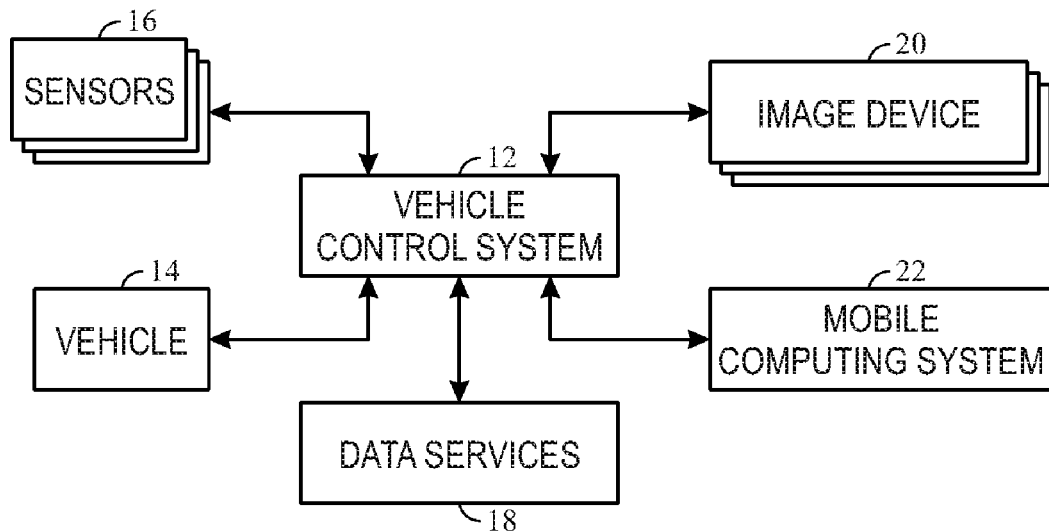 16
SENSORS
20
IMAGE DEVICE
12
VEHICLE
CONTROL SYSTEM
14
VEHICLE
22
MOBILE
COMPUTING SYSTEM
DATA SERVICES
18